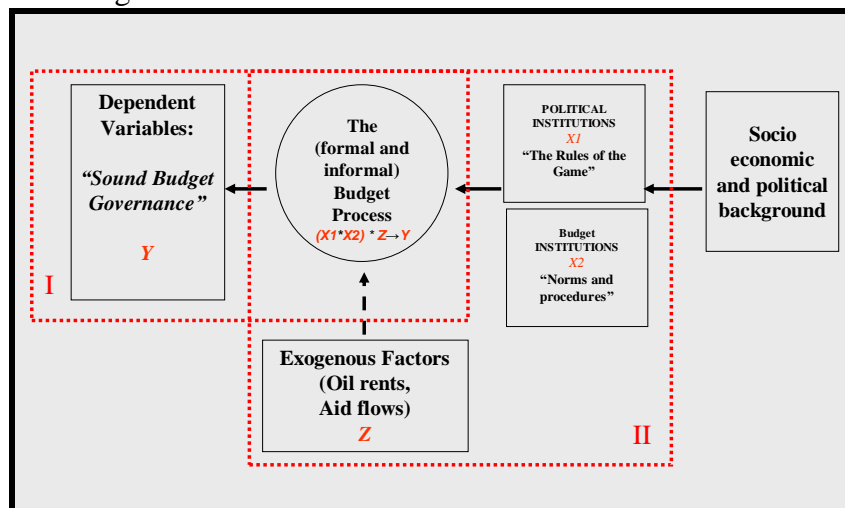 Dependent
Variables:
“Sound Budget
Governance”
Y
I
The
(formal and
informal)
Budget
Process
(X1*X2) * Z→Y
POLITICAL
INSTITUTIONS
X1
“The Rules of the
Game”
Budget
INSTITUTIONS
X2
“Norms and
procedures”
Socio
economic
and political
background
Exogenous Factors
(Oil rents,
Aid flows)
Z
II